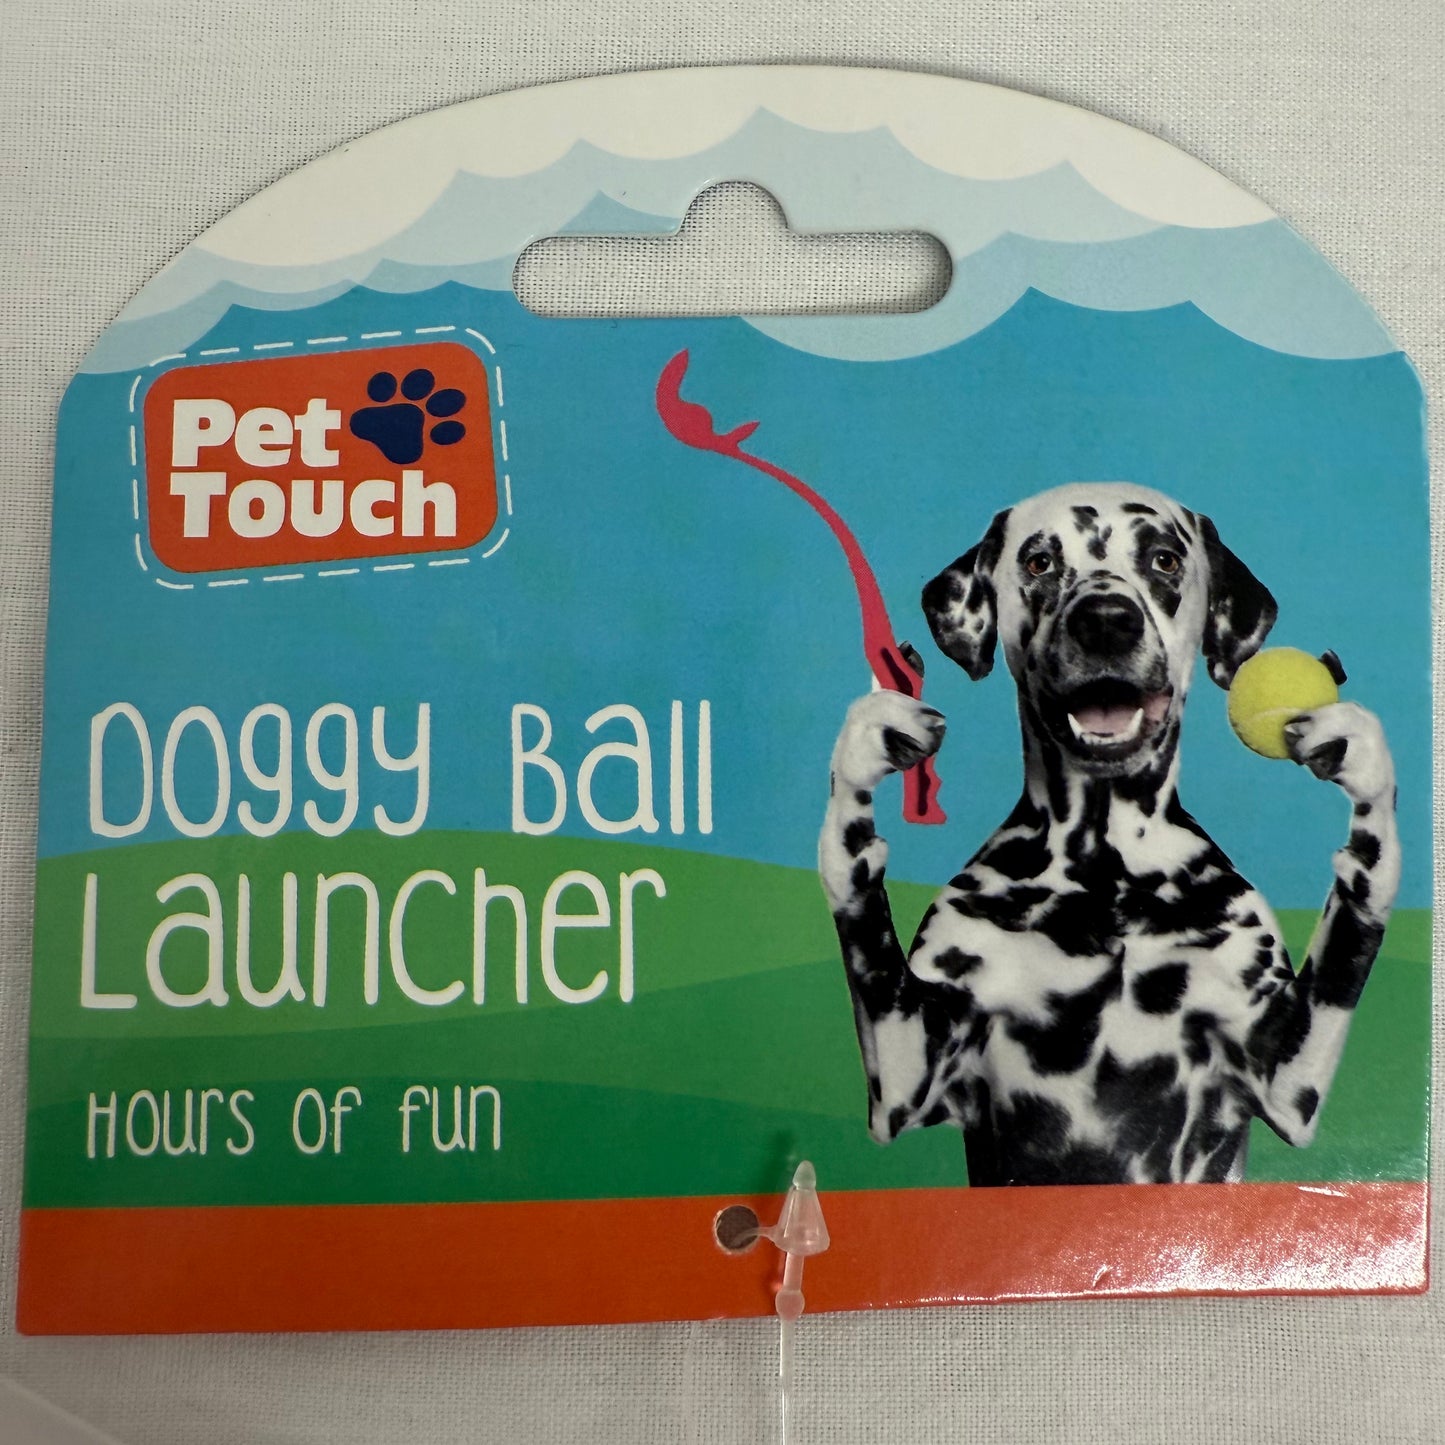 Pet
Touch
Doggy Ball
Launcher
Hours of fun